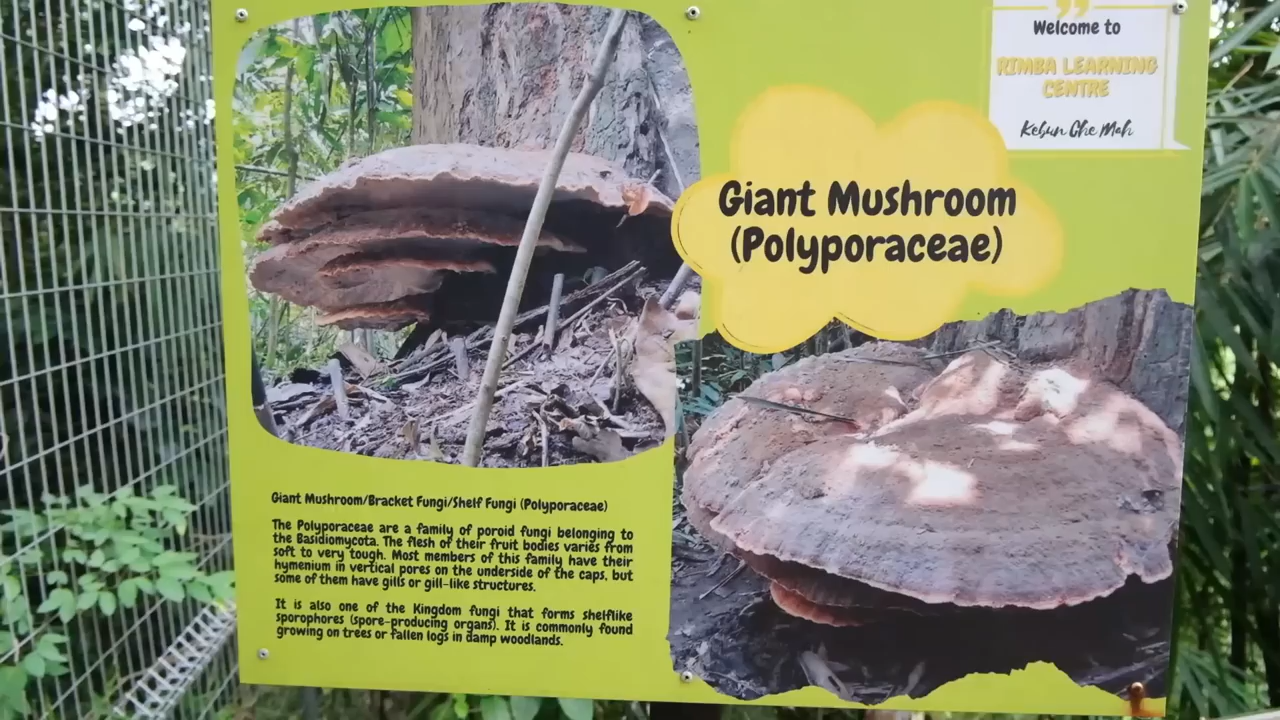 Welcome to
RIMBA LEARNING
CENTRE
Kebun Che Mah
Giant Mushroom
(Polyporaceae)
Giant Mushroom/Bracket Fungi/Shelf Fungi (Polyporaceae)
The Polyporaceae are a family of poroid fungi belonging to
the Basidiomycota. The flesh of their fruit bodies varies from
soft to very tough. Most members of this family have their
hymenium in vertical pores on the underside of the caps, but
some of them have gills or gill-like structures.
It is also one of the Kingdom fungi that forms shelflike
sporophores (spore-producing organs). It is commonly found
growing on trees or fallen logs in damp woodlands.